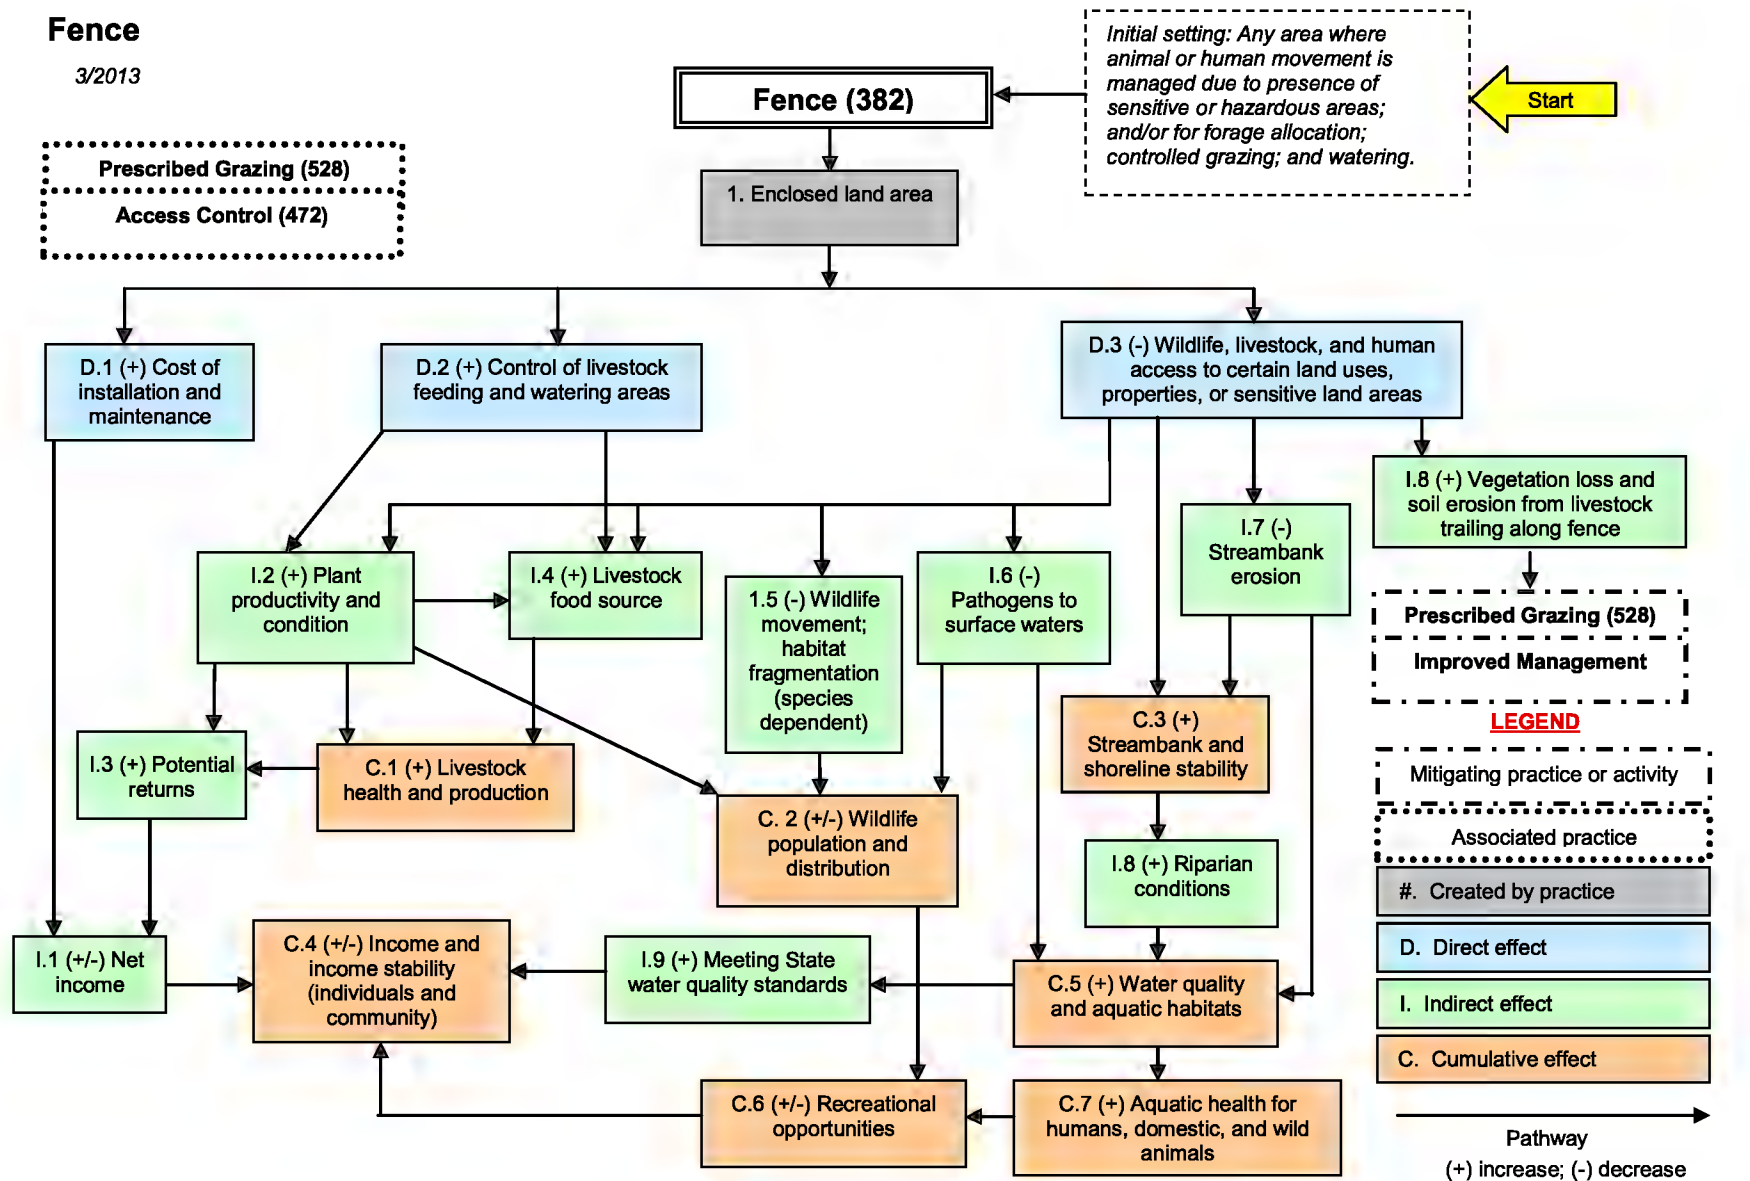 Fence
3/2013
Initial setting: Any area where
animal or human movement is
managed due to presence of
sensitive or hazardous areas;
and/or for forage allocation;
controlled grazing; and watering.
Start
Fence (382)
Prescribed Grazing (528)
Access Control (472)
1. Enclosed land area
D.1 (+) Cost of
installation and
maintenance
D.2 (+) Control of livestock
feeding and watering areas
D.3 (-) Wildlife, livestock, and human
access to certain land uses,
properties, or sensitive land areas
I.8 (+) Vegetation loss and
soil erosion from livestock
trailing along fence
I.7 (-)
Streambank
erosion
I.2 (+) Plant
productivity and
condition
I.4 (+) Livestock
food source
1.5 (-) Wildlife
movement;
habitat
fragmentation
(species
dependent)
I.6 (-)
Pathogens to
surface waters
Prescribed Grazing (528)
Improved Management
I.3 (+) Potential
returns
C.1 (+) Livestock
health and production
C. 2 (+/-) Wildlife
population and
distribution
C.3 (+)
Streambank and
shoreline stability
I.8 (+) Riparian
conditions
I.1 (+/-) Net
income
C.4 (+/-) Income and
income stability
(individuals and
community)
I.9 (+) Meeting State
water quality standards
C.5 (+) Water quality
and aquatic habitats
C.6 (+/-) Recreational
opportunities
C.7 (+) Aquatic health for
humans, domestic, and wild
animals
LEGEND
Mitigating practice or activity
Associated practice
#. Created by practice
D. Direct effect
I. Indirect effect
C. Cumulative effect
Pathway
(+) increase; (-) decrease